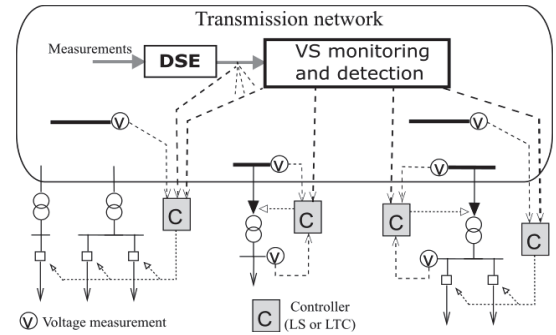 Transmission network
Measurements
DSE
VS monitoring
and detection
V
V
V
V
C
C
C
C
V
V
V Voltage measurement
C
Controller
(LS or LTC)